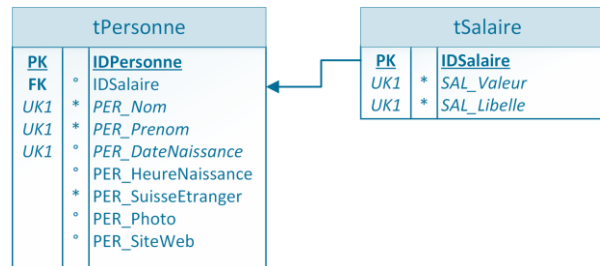 tPersonne
PK IDPersonne
FK ° IDSalaire
UK1 * PER_Nom
UK1 * PER_Prenom
UK1 ° PER_DateNaissance
° PER_HeureNaissance
* PER_SuisseEtranger
° PER_Photo
° PER_SiteWeb
tSalaire
PK IDSalaire
UK1 * SAL_Valeur
UK1 * SAL_Libelle